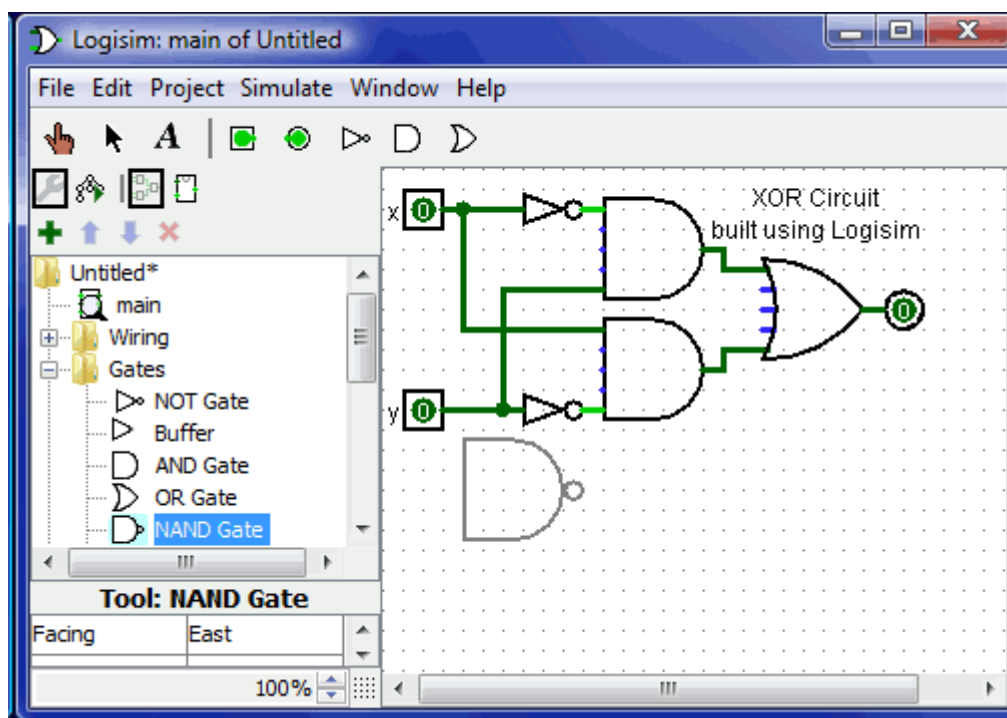 Logisim: main of Untitled
File Edit Project Simulate Window Help
A
Untitled*
main
Wiring
Gates
NOT Gate
Buffer
AND Gate
OR Gate
NAND Gate
Tool: NAND Gate
Facing East
100%
x 0
XOR Circuit
built using Logisim
0
y 0